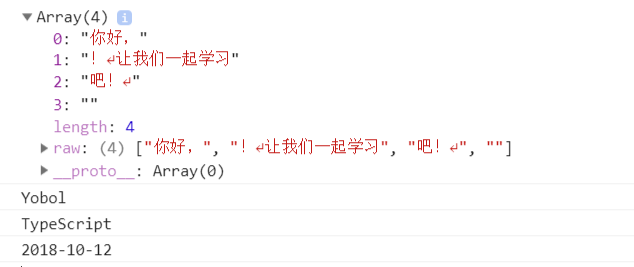 ▼Array(4) i
0: "你好，"
1: "！↵让我们一起学习"
2: "吧！↵"
3: ""
length: 4
▶raw: (4) ["你好，", "！↵让我们一起学习", "吧！↵", ""]
▶__proto__: Array(0)
Yobol
TypeScript
2018-10-12